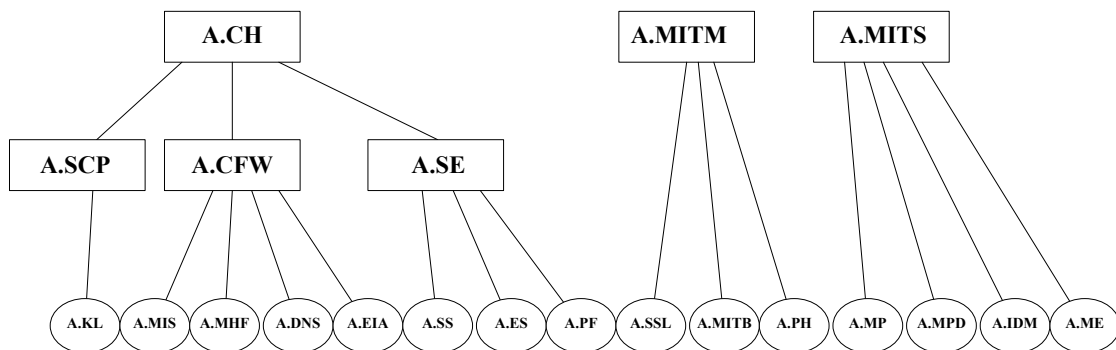 A.CH
A.MITM
A.MITS
A.SCP
A.CFW
A.SE
A.KL
A.MIS
A.MHF
A.DNS
A.EIA
A.SS
A.ES
A.PF
A.SSL
A.MITB
A.PH
A.MP
A.MPD
A.IDM
A.ME